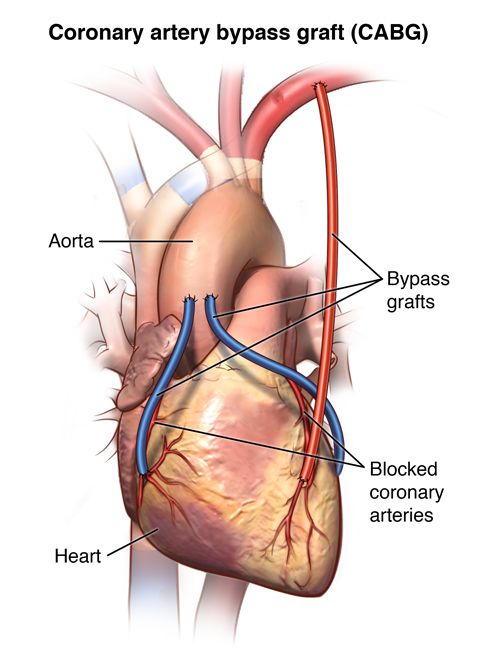 Coronary artery bypass graft (CABG)
Aorta
Bypass
grafts
Blocked
coronary
arteries
Heart